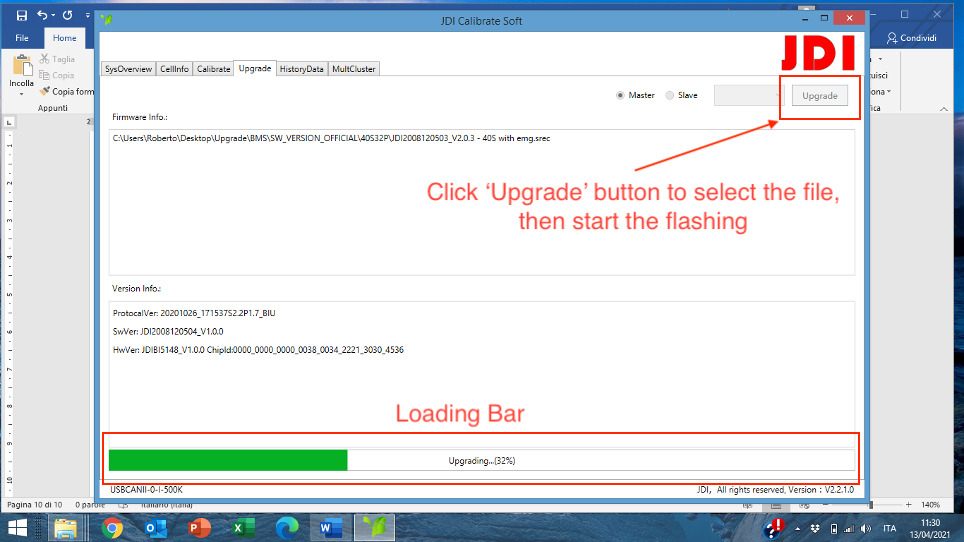 JDI Calibrate Soft
File
Home
Condividi
Taglia
Copia
Copia form
Incolla
Appunti
JDI
SysOverview CellInfo Calibrate Upgrade HistoryData MultCluster
Master Slave Upgrade
Firmware Info.:
C:\Users\Roberto\Desktop\Upgrade\BMS\SW_VERSION_OFFICIAL\40S32P\JDI2008120503_V2.0.3 - 40S with emg.srec
Click ‘Upgrade’ button to select the file,
then start the flashing
Version Info.:
ProtocalVer: 20201026_171537S2.2P1.7_BIU
SwVer: JDI2008120504_V1.0.0
HwVer: JDIBI5148_V1.0.0 ChipId:0000_0000_0000_0038_0034_2221_3030_4536
Loading Bar
Upgrading...(32%)
USBCANII-0-I-500K
JDI, All rights reserved, Version : V2.2.1.0
Pagina 10 di 10 0 parole Italiano (Italia) 140%
ITA
11:30
13/04/2021